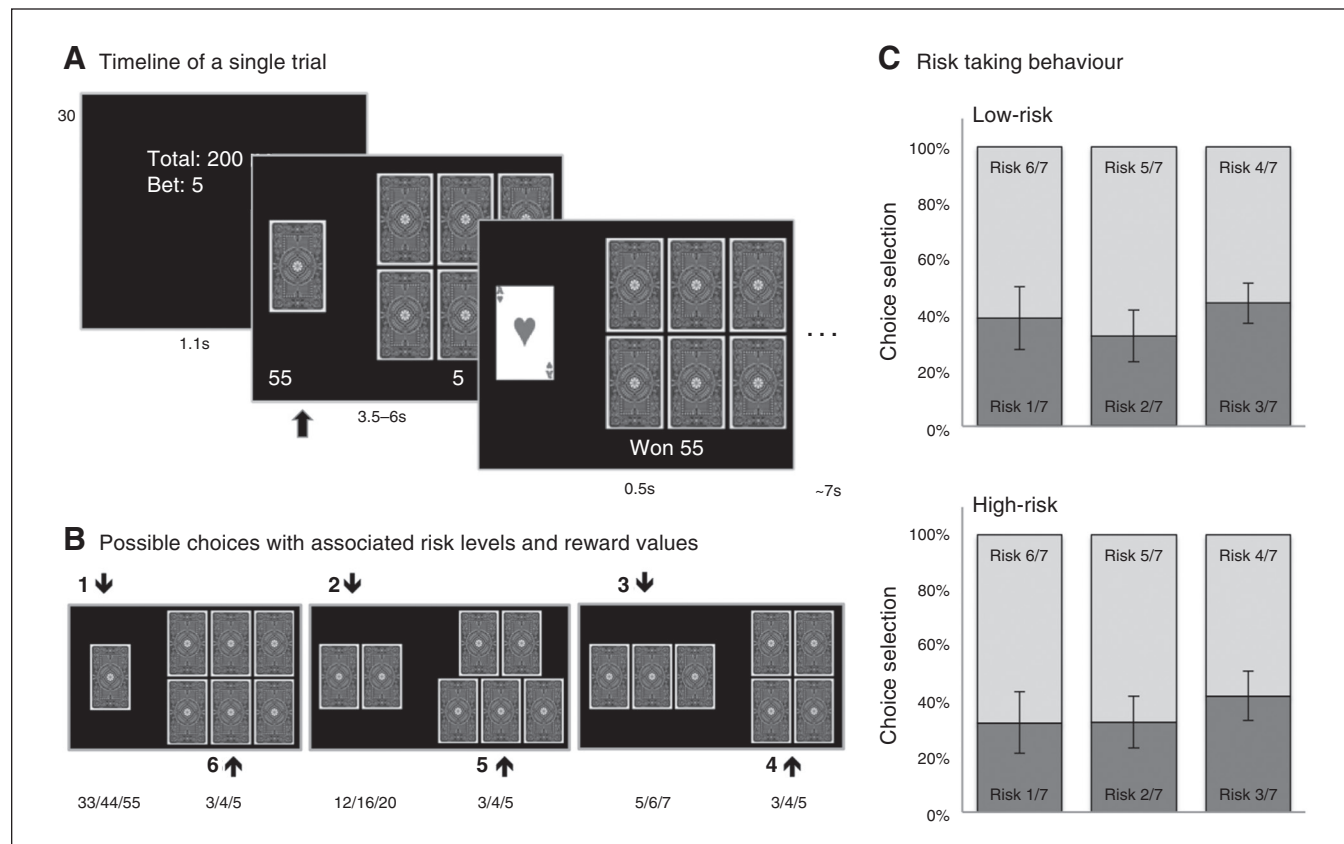 A Timeline of a single trial
30
Total: 200
Bet: 5
1.1s
55
5
3.5–6s
A
A
Won 55
0.5s
...
~7s
B Possible choices with associated risk levels and reward values
1
2
3
6
5
4
33/44/55
3/4/5
12/16/20
3/4/5
5/6/7
3/4/5
C Risk taking behaviour
Low-risk
Choice selection
100%
80%
60%
40%
20%
0%
Risk 6/7
Risk 5/7
Risk 4/7
Risk 1/7
Risk 2/7
Risk 3/7
High-risk
Choice selection
100%
80%
60%
40%
20%
0%
Risk 6/7
Risk 5/7
Risk 4/7
Risk 1/7
Risk 2/7
Risk 3/7